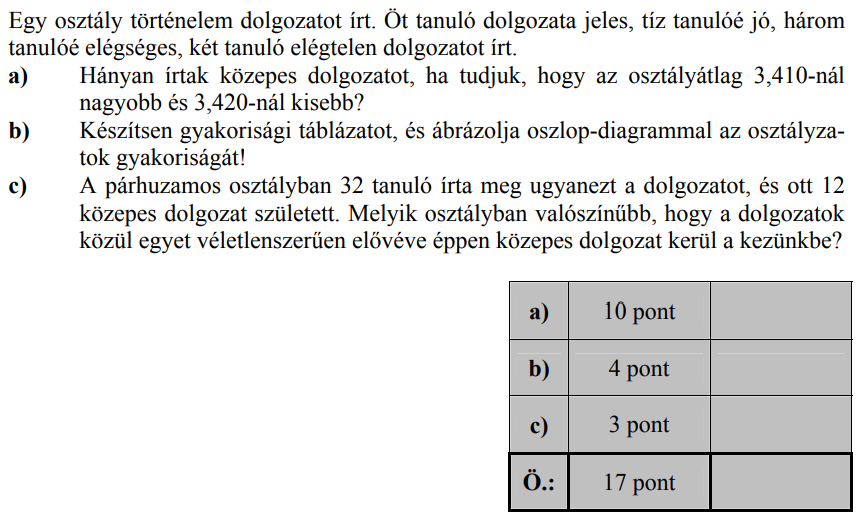 Egy osztály történelem dolgozatot írt. Öt tanuló dolgozata jeles, tíz tanulóé jó, három
tanulóé elégséges, két tanuló elégtelen dolgozatot írt.
a) Hányan írtak közepes dolgozatot, ha tudjuk, hogy az osztályátlag 3,410-nál
nagyobb és 3,420-nál kisebb?
b) Készítsen gyakorisági táblázatot, és ábrázolja oszlop-diagrammal az osztályza-
tok gyakoriságát!
c) A párhuzamos osztályban 32 tanuló írta meg ugyanezt a dolgozatot, és ott 12
közepes dolgozat született. Melyik osztályban valószínűbb, hogy a dolgozatok
közül egyet véletlenszerűen elővéve éppen közepes dolgozat kerül a kezünkbe?
a) 10 pont
b) 4 pont
c) 3 pont
Ö.: 17 pont